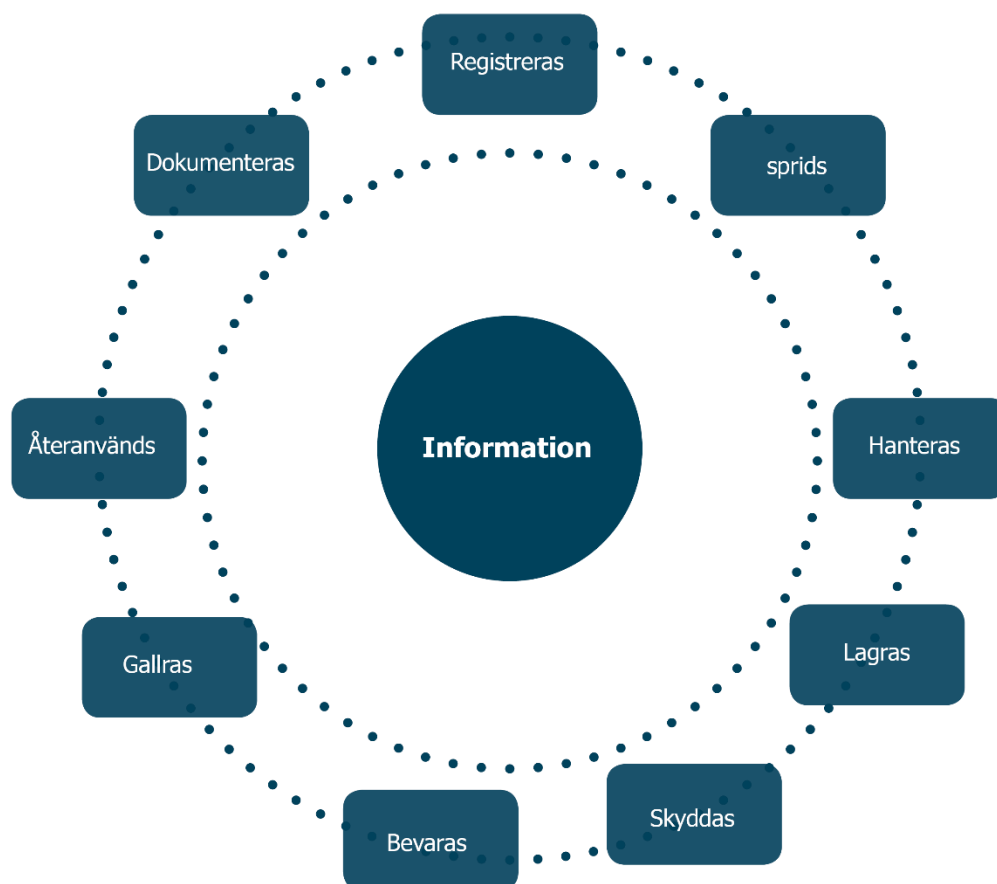 Registreras
Dokumenteras
sprids
Återanvänds
Information
Hanteras
Gallras
Lagras
Bevaras
Skyddas